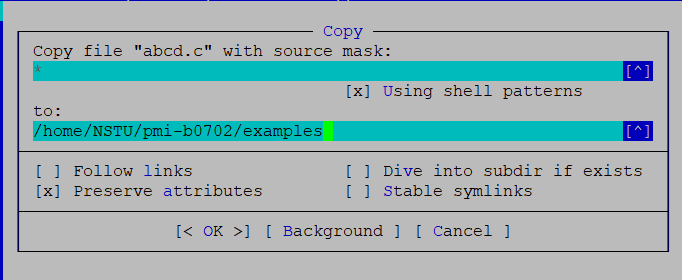 Copy
Copy file "abcd.c" with source mask:
* [^]
[x] Using shell patterns
to:
/home/NSTU/pmi-b0702/examples [^]
[ ] Follow links [ ] Dive into subdir if exists
[x] Preserve attributes [ ] Stable symlinks
[< OK >] [ Background ] [ Cancel ]